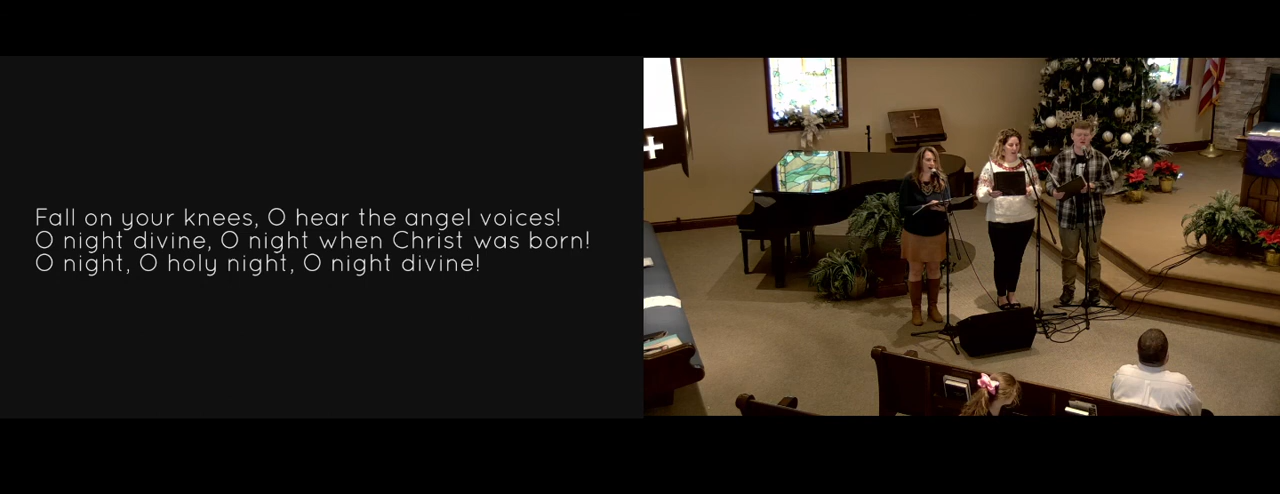 Fall on your knees, O hear the angel voices!
O night divine, O night when Christ was born!
O night, O holy night, O night divine!
Joy